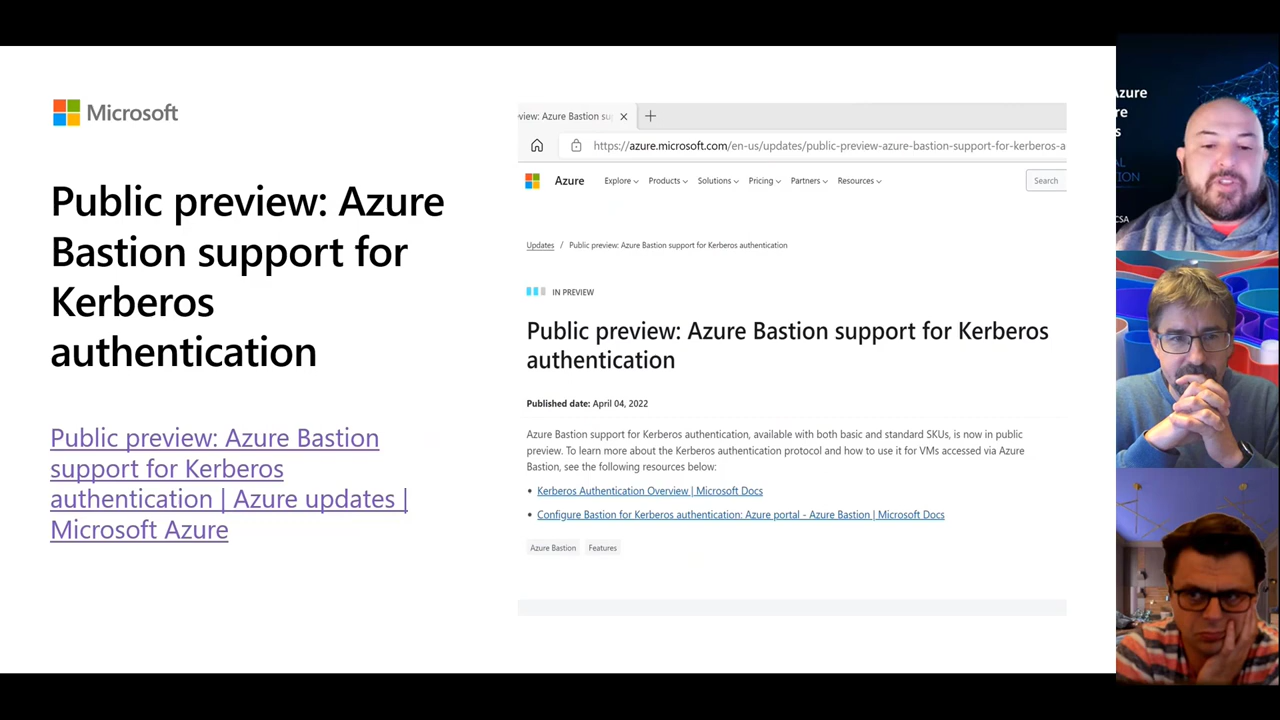 Microsoft
Public preview: Azure
Bastion support for
Kerberos
authentication
Public preview: Azure Bastion
support for Kerberos
authentication | Azure updates |
Microsoft Azure
view: Azure Bastion sup
https://azure.microsoft.com/en-us/updates/public-preview-azure-bastion-support-for-kerberos-a
Azure Explore Products Solutions Pricing Partners Resources Search
Updates / Public preview: Azure Bastion support for Kerberos authentication
IN PREVIEW
Public preview: Azure Bastion support for Kerberos
authentication
Published date: April 04, 2022
Azure Bastion support for Kerberos authentication, available with both basic and standard SKUs, is now in public
preview. To learn more about the Kerberos authentication protocol and how to use it for VMs accessed via Azure
Bastion, see the following resources below:
• Kerberos Authentication Overview | Microsoft Docs
• Configure Bastion for Kerberos authentication: Azure portal - Azure Bastion | Microsoft Docs
Azure Bastion Features
Azure
re
s
AL
ION
CSA